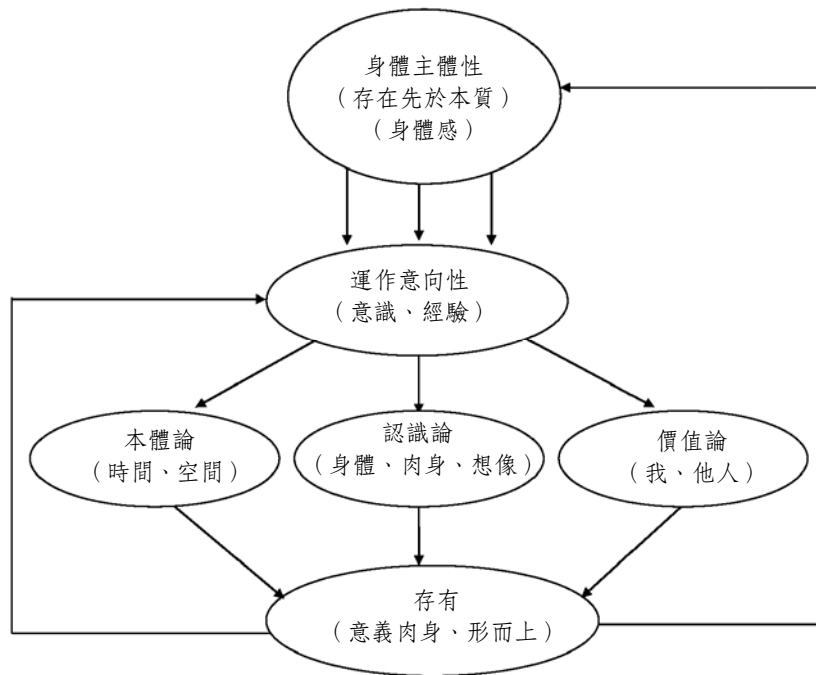 身體主體性
（存在先於本質）
（身體感）
運作意向性
（意識、經驗）
本體論
（時間、空間）
認識論
（身體、肉身、想像）
價值論
（我、他人）
存有
（意義肉身、形而上）